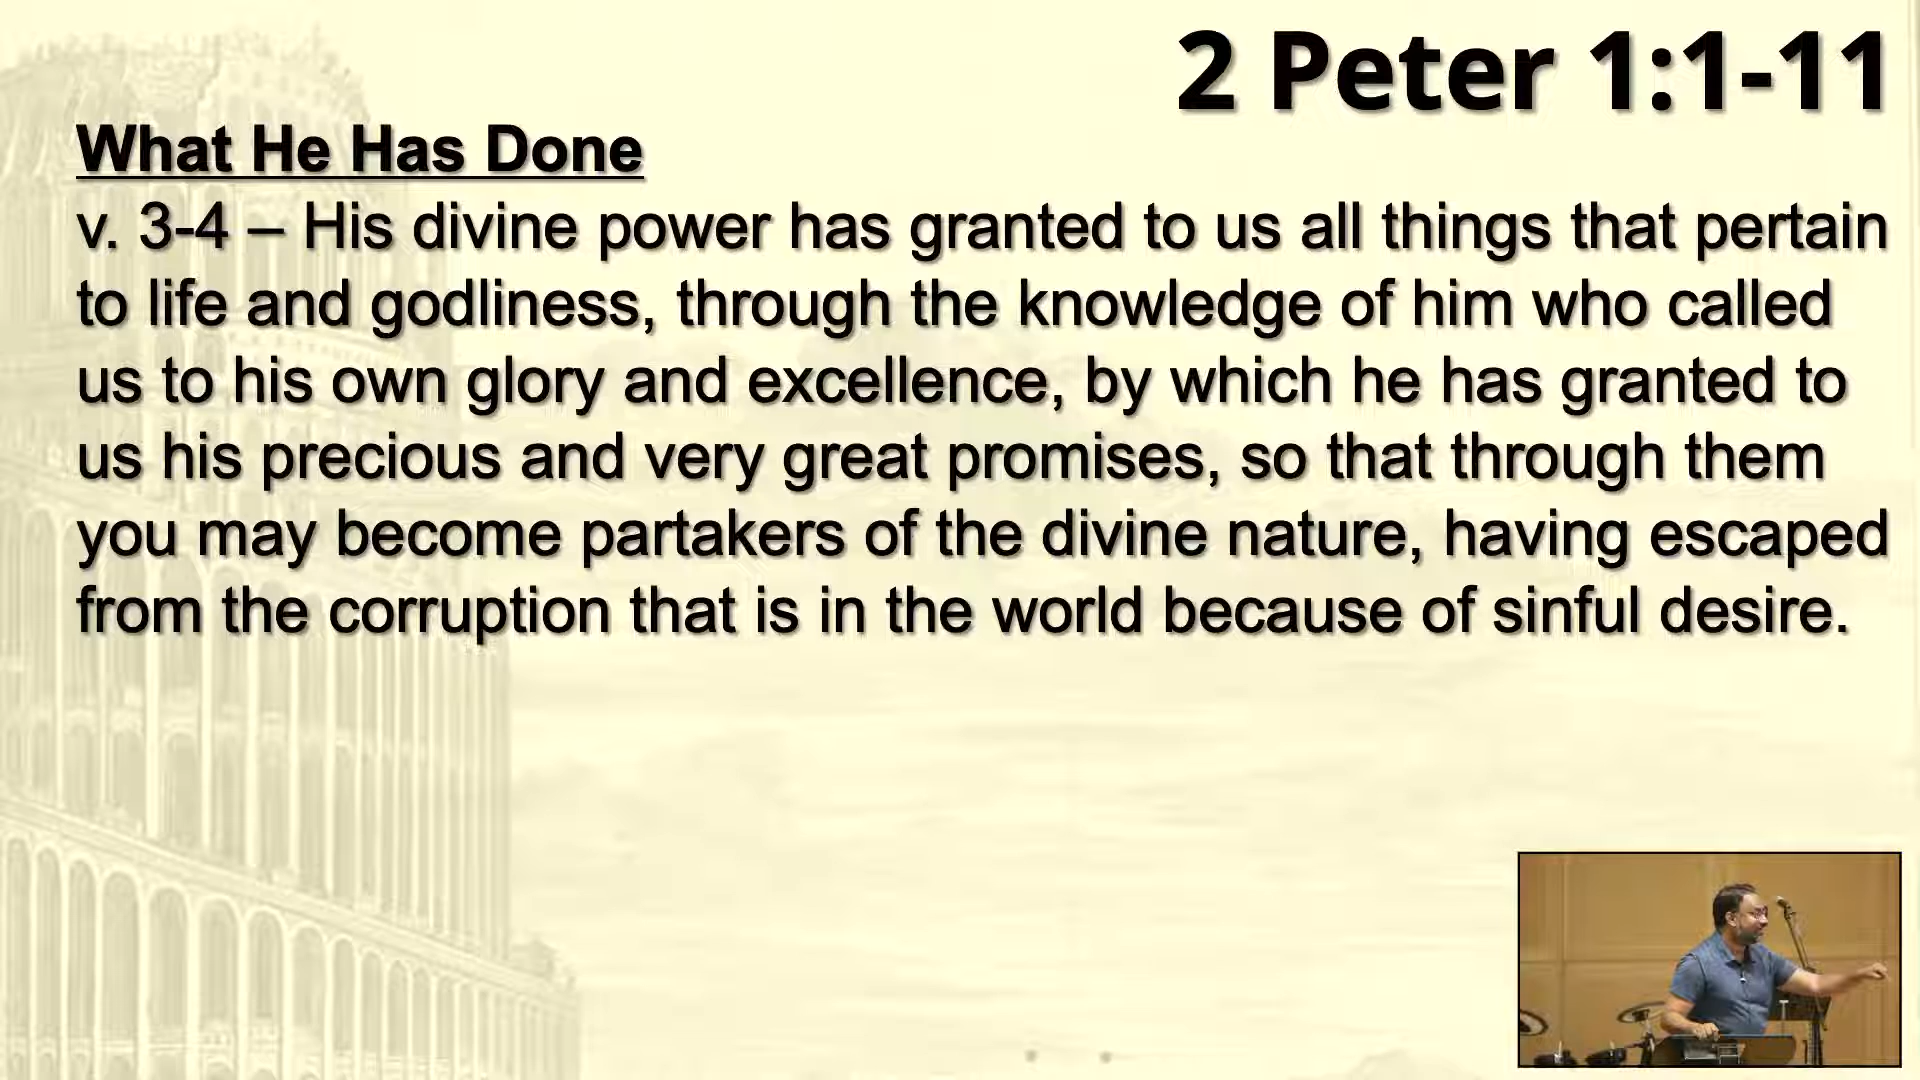 2 Peter 1:1-11
What He Has Done
v. 3-4 – His divine power has granted to us all things that pertain
to life and godliness, through the knowledge of him who called
us to his own glory and excellence, by which he has granted to
us his precious and very great promises, so that through them
you may become partakers of the divine nature, having escaped
from the corruption that is in the world because of sinful desire.